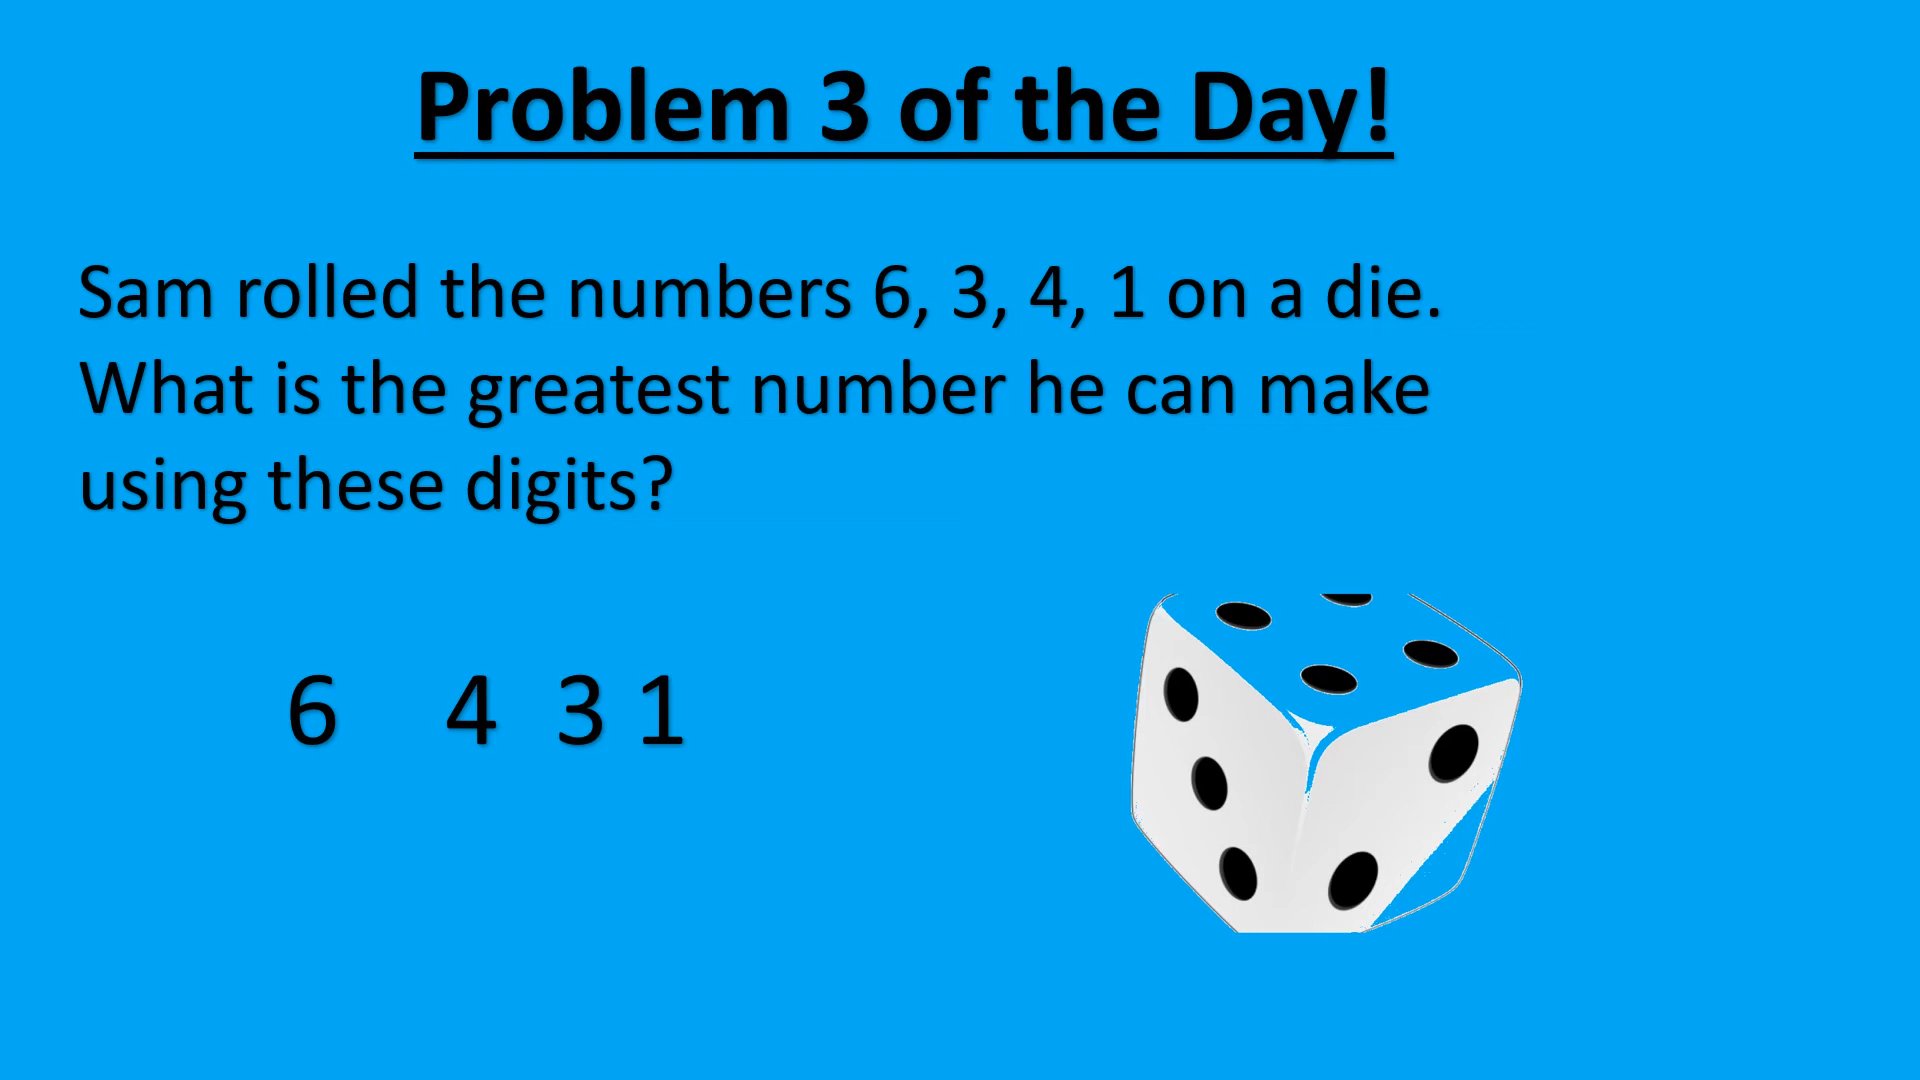 Problem 3 of the Day!
Sam rolled the numbers 6, 3, 4, 1 on a die.
What is the greatest number he can make
using these digits?
6 4 3 1